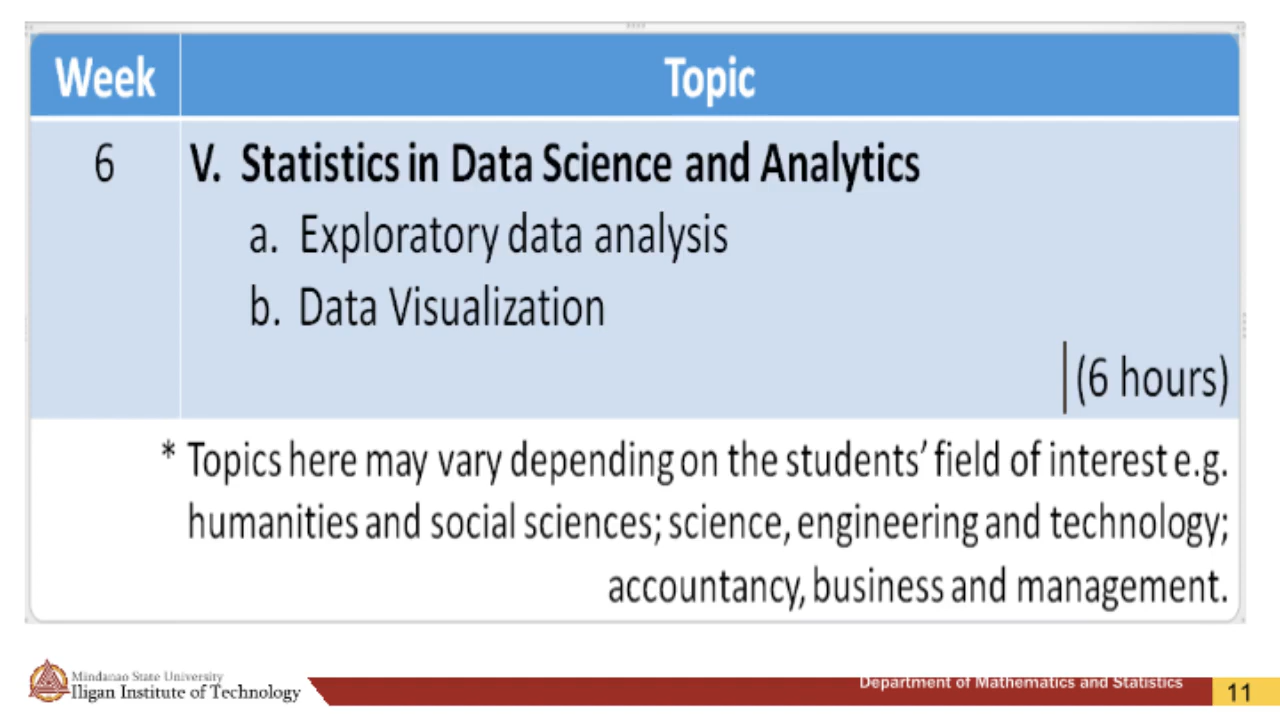 Week Topic
6 V. Statistics in Data Science and Analytics
a. Exploratory data analysis
b. Data Visualization
(6 hours)
* Topics here may vary depending on the students’ field of interest e.g.
humanities and social sciences; science, engineering and technology;
accountancy, business and management.
Mindanao State University
Iligan Institute of Technology
Department of Mathematics and Statistics
11